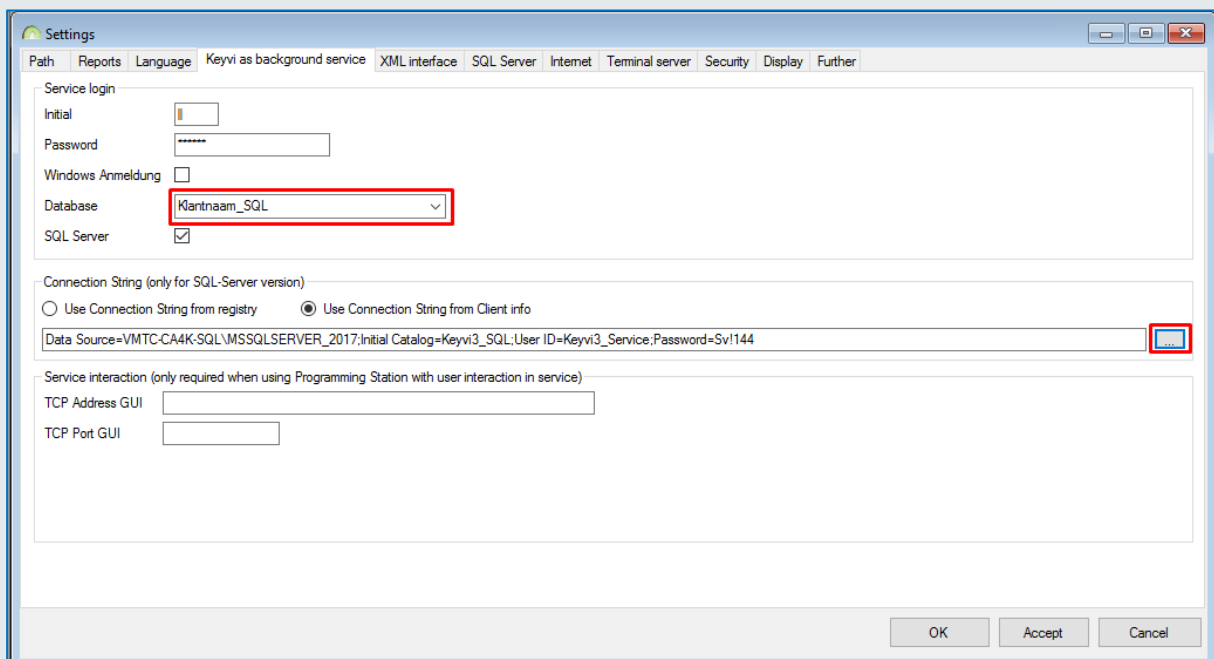 Settings
Path Reports Language Keyvi as background service XML interface SQL Server Internet Terminal server Security Display Further
Service login
Initial
Password ******
Windows Anmeldung
Database Klantnaam_SQL
SQL Server
Connection String (only for SQL-Server version)
Use Connection String from registry Use Connection String from Client info
Data Source=VMTC-CA4K-SQL\MSSQLSERVER_2017;Initial Catalog=Keyvi3_SQL;User ID=Keyvi3_Service;Password=Sv!144
...
Service interaction (only required when using Programming Station with user interaction in service)
TCP Address GUI
TCP Port GUI
OK Accept Cancel